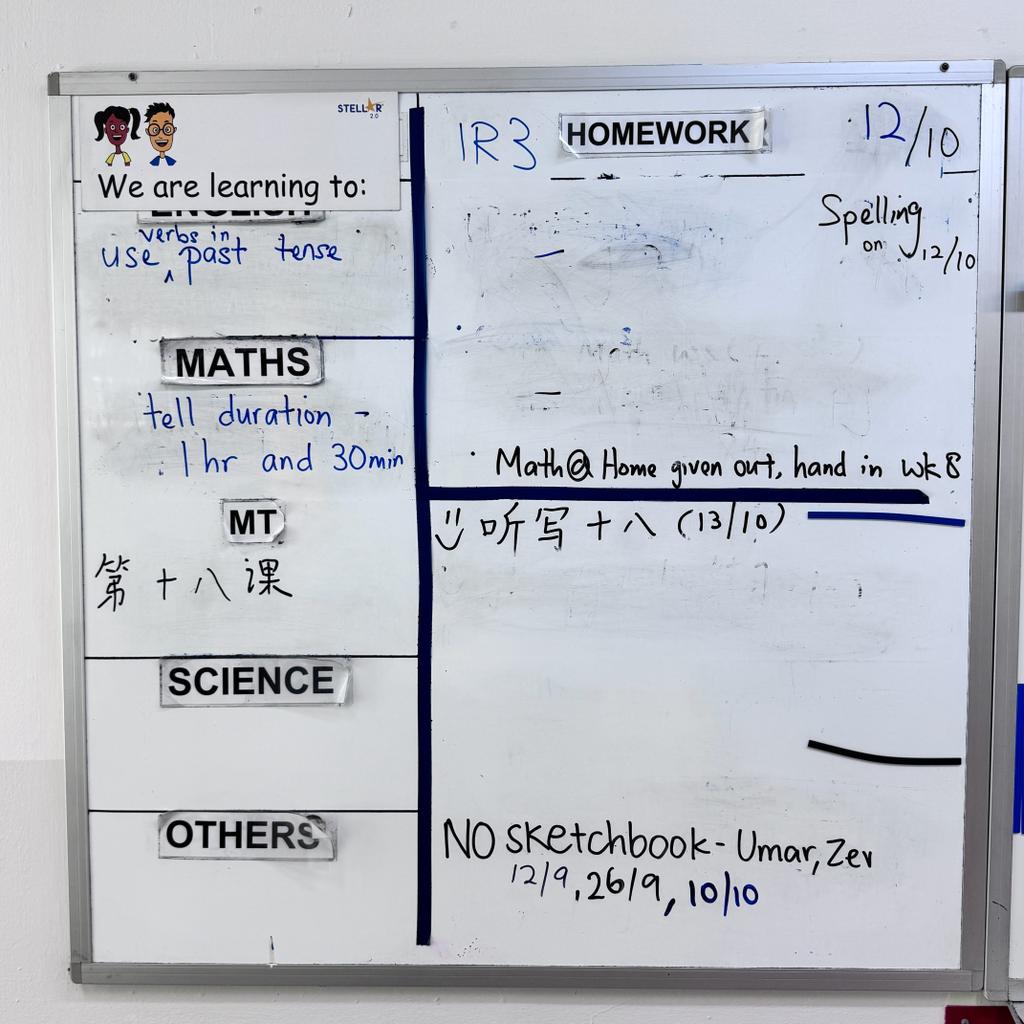 STELLAR
2.0
We are learning to:
ENGLISH
verbs in
use ^ past tense
MATHS
tell duration -
1 hr and 30min
MT
第十八课
SCIENCE
OTHERS
1R3
HOMEWORK
12/10
Spelling
on 12/10
Math@Home given out, hand in wk 8
听写十八 (13/10)
NO sketchbook - Umar, Zev
12/9, 26/9, 10/10